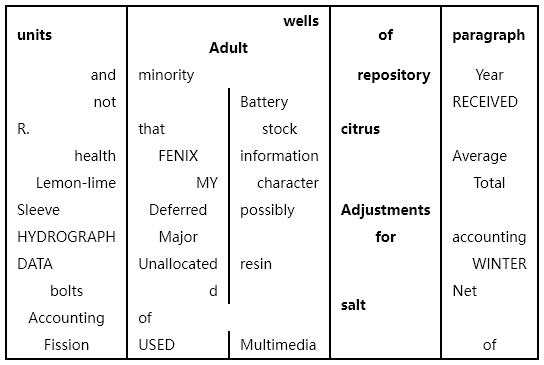 units wells Adult of paragraph
and minority repository Year
not Battery RECEIVED
R. that stock citrus
health FENIX information Average
Lemon-lime MY character Total
Sleeve Deferred possibly Adjustments
HYDROGRAPH Major for accounting
DATA Unallocated resin WINTER
bolts d salt Net
Accounting of
Fission USED Multimedia of